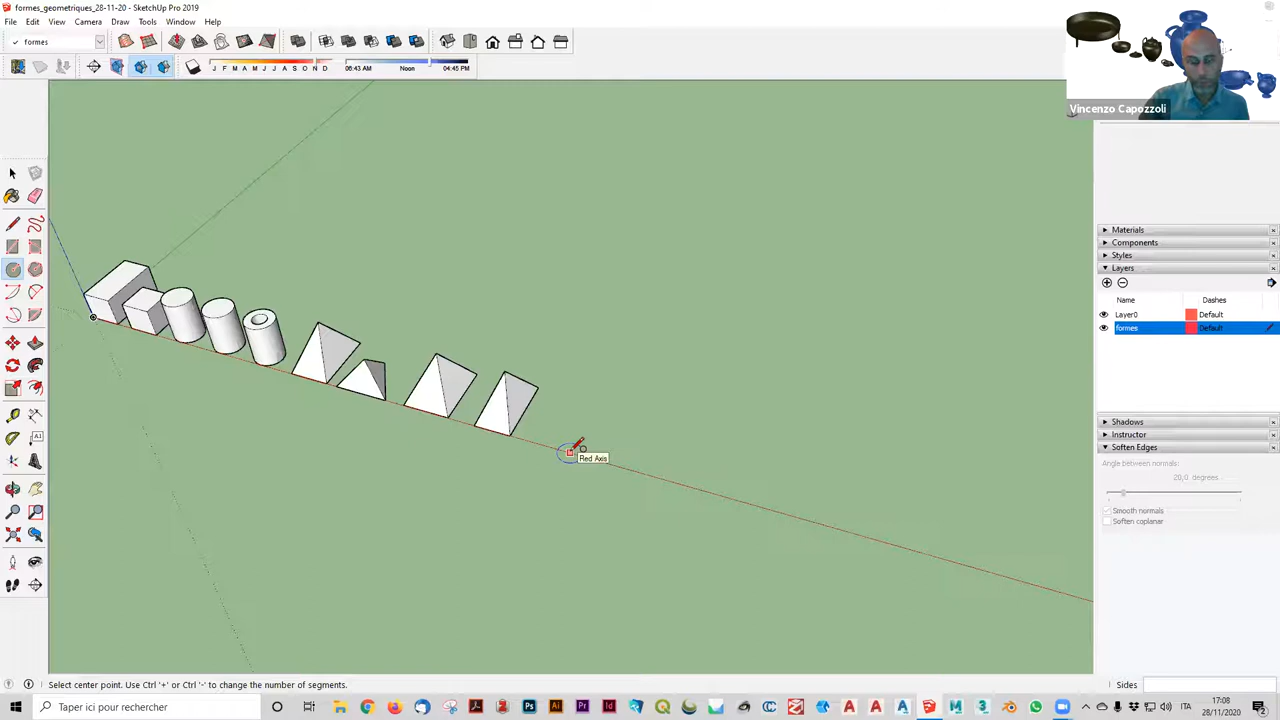 formes_geometriques_28-11-20 - SketchUp Pro 2019
File Edit View Camera Draw Tools Window Help
formes
J F M A M J J A S O N D 06:43 AM Noon 04:45 PM
Vincenzo Capozzoli
Materials
Components
Styles
Layers
Name Dashes
Layer0 Default
formes Default
Red Axis
Shadows
Instructor
Soften Edges
Angle between normals:
20,0 degrees
Smooth normals
Soften coplanar
Select center point. Use Ctrl '+' or Ctrl '-' to change the number of segments.
Sides
Taper ici pour rechercher
ITA
17:08
28/11/2020